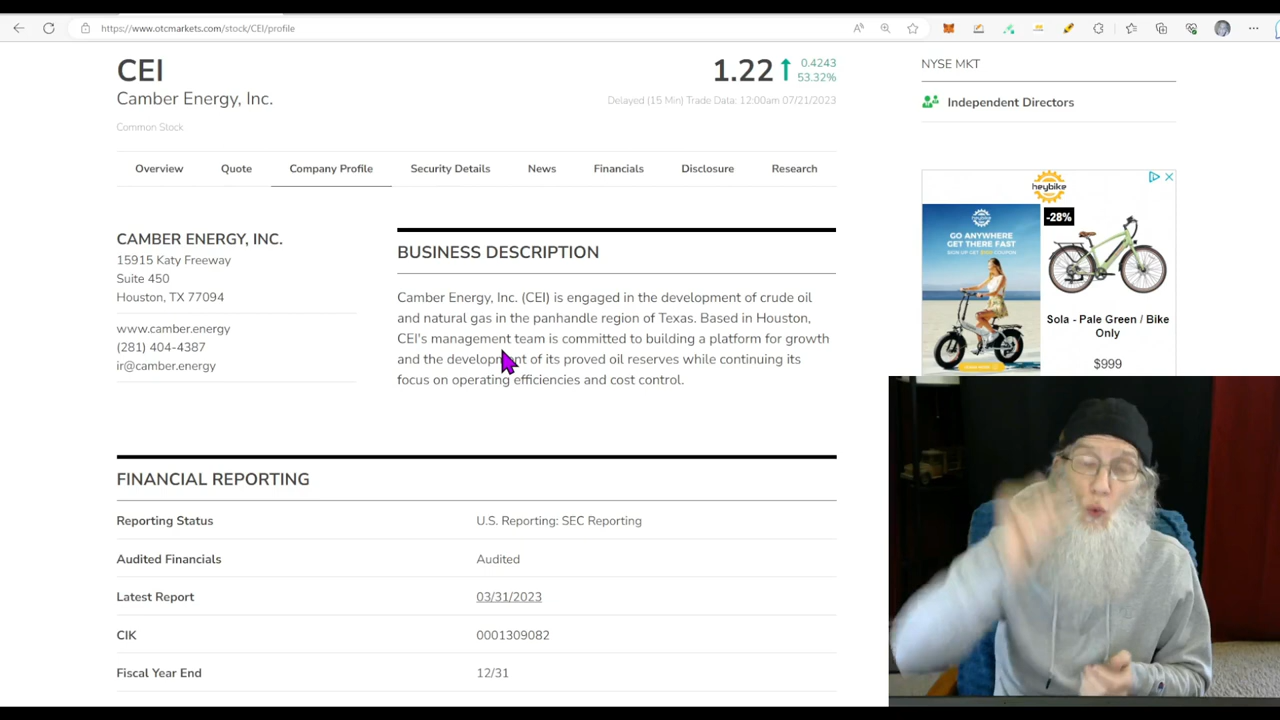 https://www.otcmarkets.com/stock/CEI/profile
CEI
Camber Energy, Inc.
Common Stock
1.22
0.4243
53.32%
Delayed (15 Min) Trade Data: 12:00am 07/21/2023
NYSE MKT
Independent Directors
Overview
Quote
Company Profile
Security Details
News
Financials
Disclosure
Research
CAMBER ENERGY, INC.
15915 Katy Freeway
Suite 450
Houston, TX 77094
www.camber.energy
(281) 404-4387
ir@camber.energy
BUSINESS DESCRIPTION
Camber Energy, Inc. (CEI) is engaged in the development of crude oil
and natural gas in the panhandle region of Texas. Based in Houston,
CEI's management team is committed to building a platform for growth
and the development of its proved oil reserves while continuing its
focus on operating efficiencies and cost control.
heybike
GO ANYWHERE
GET THERE FAST
-28%
Sola - Pale Green / Bike
Only
$999
FINANCIAL REPORTING
Reporting Status
U.S. Reporting: SEC Reporting
Audited Financials
Audited
Latest Report
03/31/2023
CIK
0001309082
Fiscal Year End
12/31